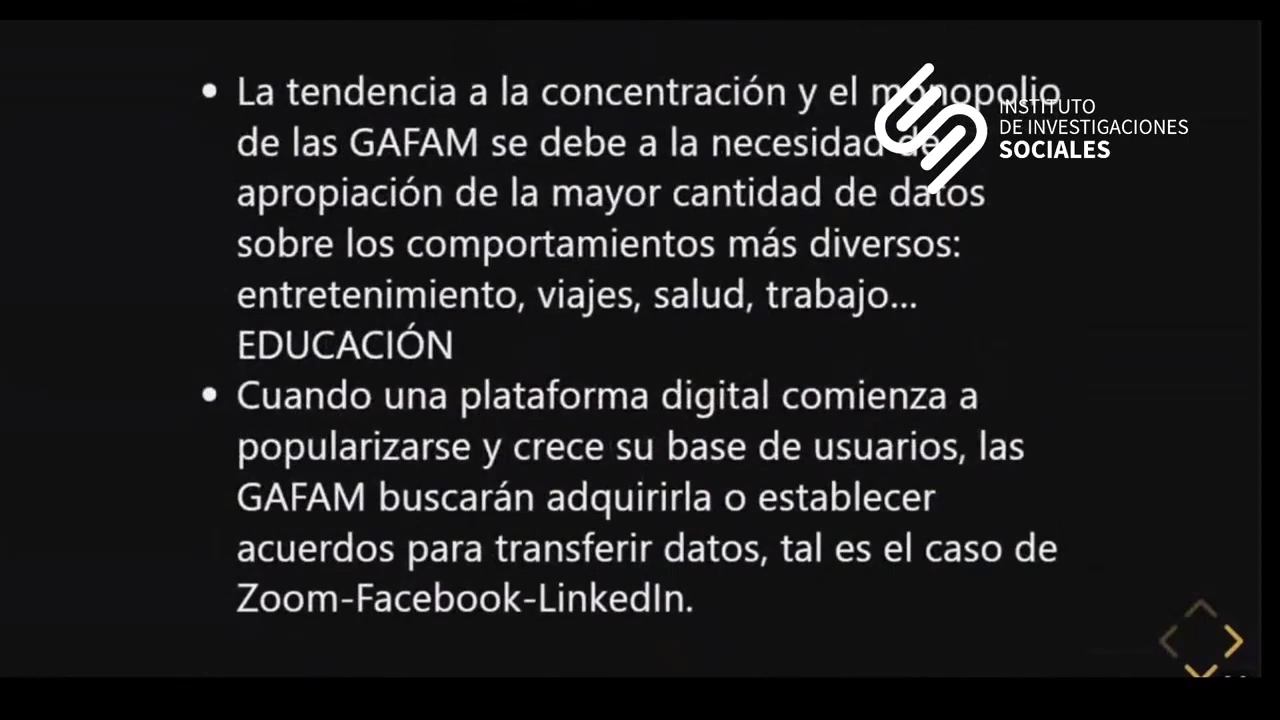 • La tendencia a la concentración y el monopolio
de las GAFAM se debe a la necesidad de
apropiación de la mayor cantidad de datos
sobre los comportamientos más diversos:
entretenimiento, viajes, salud, trabajo...
EDUCACIÓN
• Cuando una plataforma digital comienza a
popularizarse y crece su base de usuarios, las
GAFAM buscarán adquirirla o establecer
acuerdos para transferir datos, tal es el caso de
Zoom-Facebook-LinkedIn.
INSTITUTO
DE INVESTIGACIONES
SOCIALES